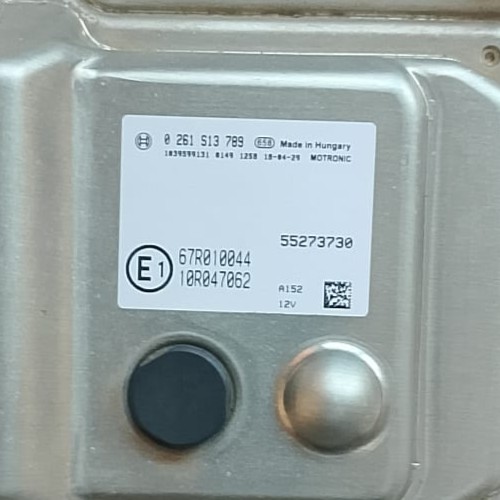 0 261 S13 789 658 Made in Hungary
1039S99131 0149 1258 18-04-29 MOTRONIC
55273730
E1
67R010044
10R047062
A152
12V